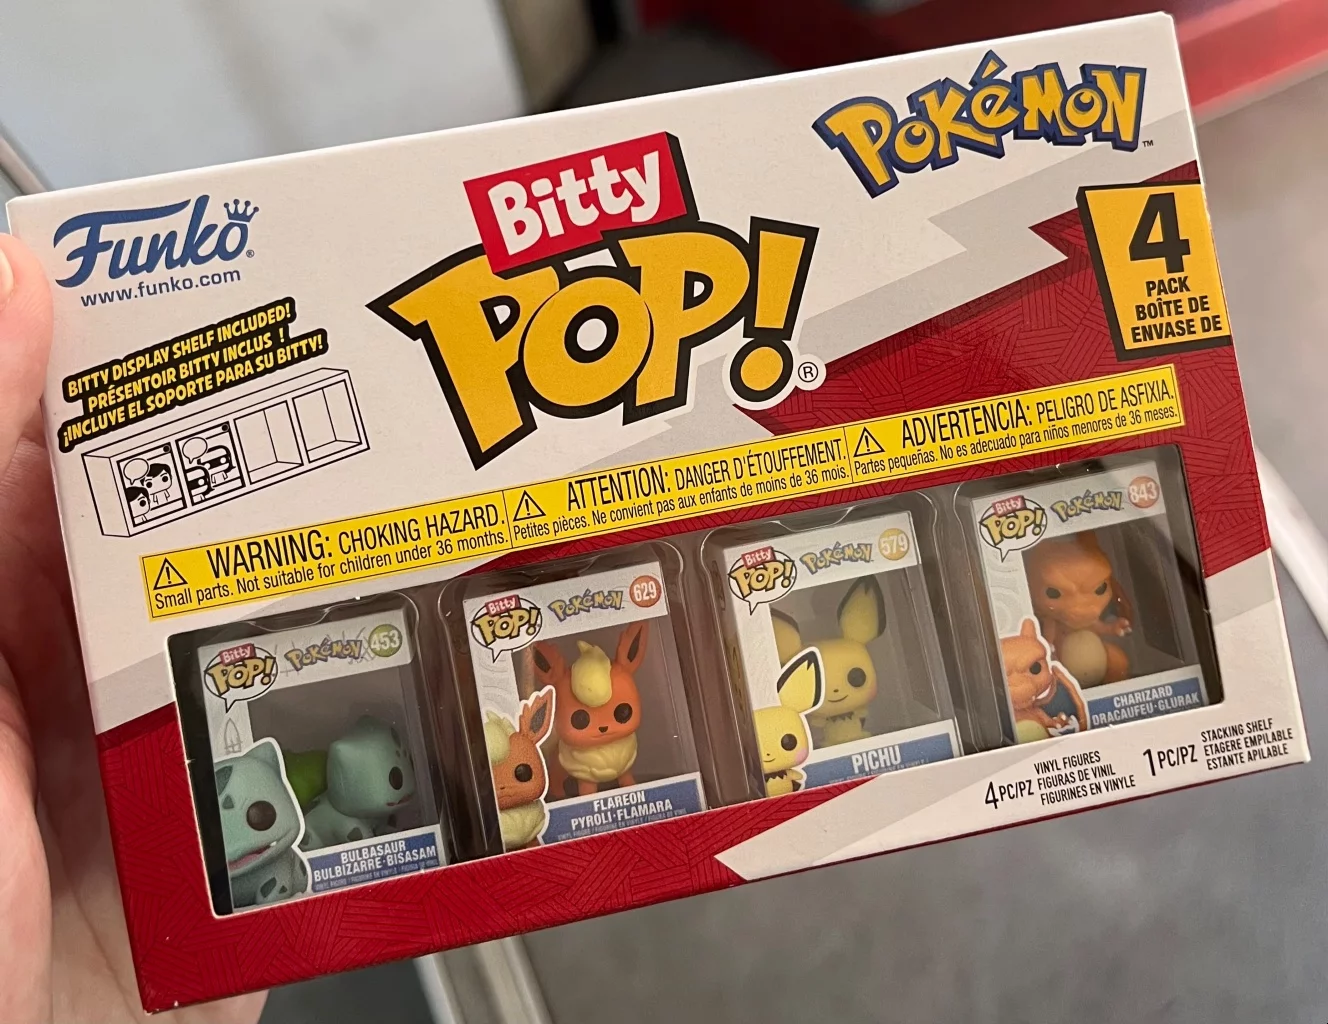 Funko®
www.funko.com
Bitty
POP!®
POKéMON™
4
PACK
BOÎTE DE
ENVASE DE
BITTY DISPLAY SHELF INCLUDED!
PRÉSENTOIR BITTY INCLUS !
¡INCLUYE EL SOPORTE PARA SU BITTY!
WARNING: CHOKING HAZARD.
Small parts. Not suitable for children under 36 months.
ATTENTION: DANGER D'ÉTOUFFEMENT.
Petites pièces. Ne convient pas aux enfants de moins de 36 mois.
ADVERTENCIA: PELIGRO DE ASFIXIA.
Partes pequeñas. No es adecuado para niños menores de 36 meses.
Bitty
POP!
POKéMON
453
BULBASAUR
BULBIZARRE·BISASAM
Bitty
POP!
POKéMON
629
FLAREON
PYROLI·FLAMARA
Bitty
POP!
POKéMON
579
PICHU
Bitty
POP!
POKéMON
843
CHARIZARD
DRACAUFEU·GLURAK
4PC/PZ
VINYL FIGURES
FIGURAS DE VINIL
FIGURINES EN VINYLE
1PC/PZ
STACKING SHELF
ETAGERE EMPILABLE
ESTANTE APILABLE